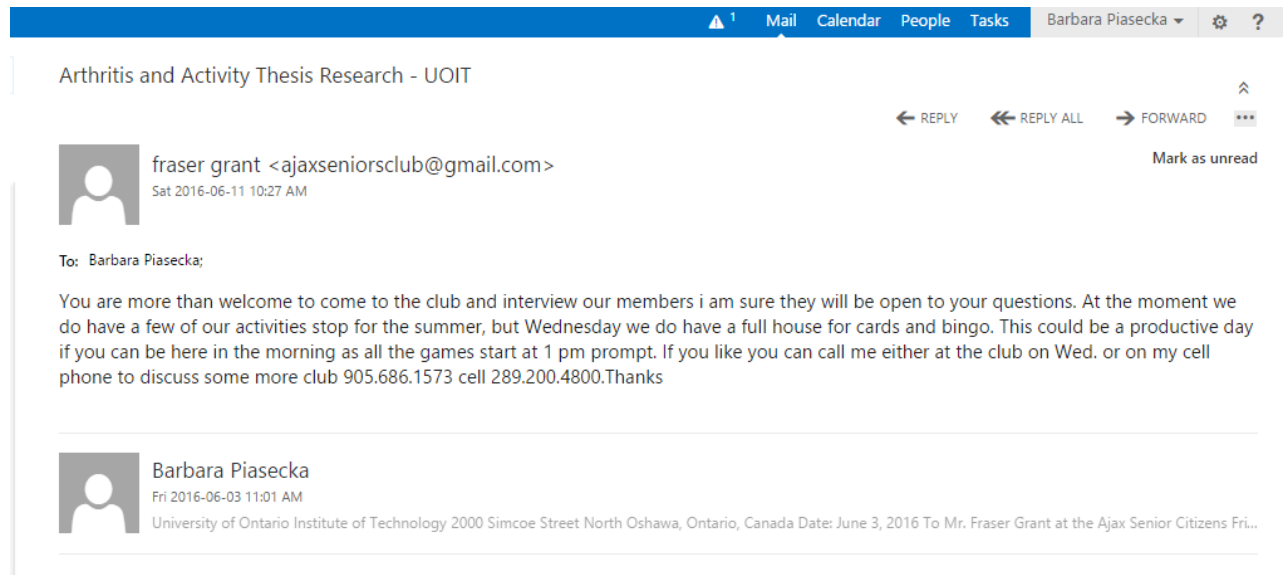 1 Mail Calendar People Tasks Barbara Piasecka ?
Arthritis and Activity Thesis Research - UOIT
REPLY REPLY ALL FORWARD ...
fraser grant <ajaxseniorsclub@gmail.com>
Mark as unread
Sat 2016-06-11 10:27 AM
To: Barbara Piasecka;
You are more than welcome to come to the club and interview our members i am sure they will be open to your questions. At the moment we
do have a few of our activities stop for the summer, but Wednesday we do have a full house for cards and bingo. This could be a productive day
if you can be here in the morning as all the games start at 1 pm prompt. If you like you can call me either at the club on Wed. or on my cell
phone to discuss some more club 905.686.1573 cell 289.200.4800.Thanks
Barbara Piasecka
Fri 2016-06-03 11:01 AM
University of Ontario Institute of Technology 2000 Simcoe Street North Oshawa, Ontario, Canada Date: June 3, 2016 To Mr. Fraser Grant at the Ajax Senior Citizens Fri...